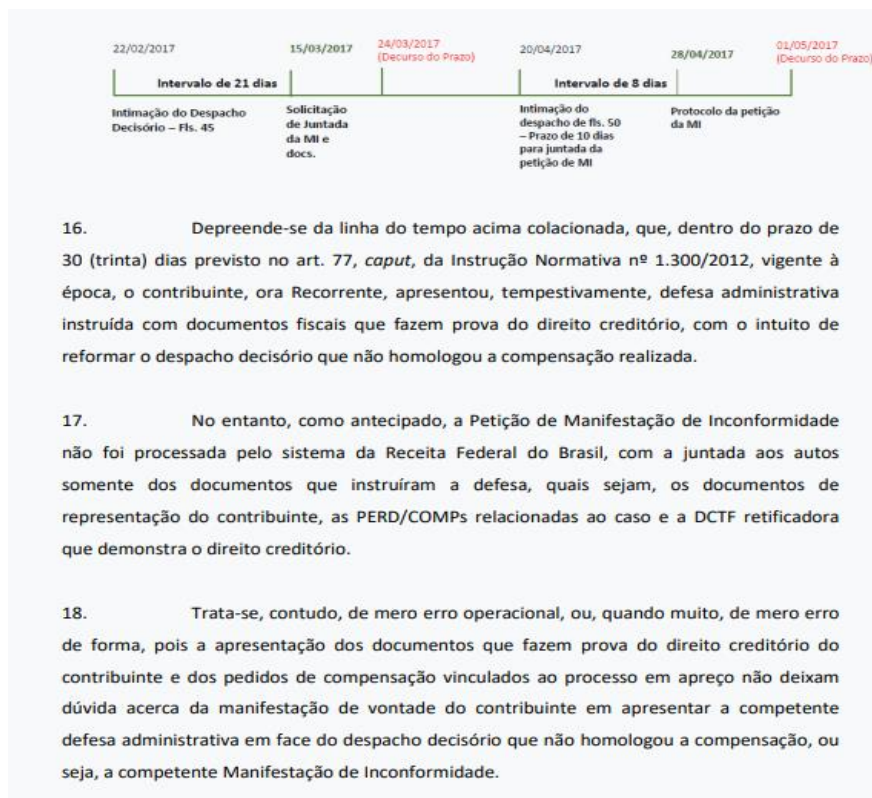 22/02/2017
15/03/2017
24/03/2017
(Decurso do Prazo)
20/04/2017
28/04/2017
01/05/2017
(Decurso do Prazo)
Intervalo de 21 dias
Intervalo de 8 dias
Intimação do Despacho
Decisório – Fls. 45
Solicitação
de Juntada
da MI e
docs.
Intimação do
despacho de fls. 50
– Prazo de 10 dias
para juntada da
petição de MI
Protocolo da petição
da MI
16. Depreende-se da linha do tempo acima colacionada, que, dentro do prazo de
30 (trinta) dias previsto no art. 77, caput, da Instrução Normativa nº 1.300/2012, vigente à
época, o contribuinte, ora Recorrente, apresentou, tempestivamente, defesa administrativa
instruída com documentos fiscais que fazem prova do direito creditório, com o intuito de
reformar o despacho decisório que não homologou a compensação realizada.
17. No entanto, como antecipado, a Petição de Manifestação de Inconformidade
não foi processada pelo sistema da Receita Federal do Brasil, com a juntada aos autos
somente dos documentos que instruíram a defesa, quais sejam, os documentos de
representação do contribuinte, as PERD/COMPs relacionadas ao caso e a DCTF retificadora
que demonstra o direito creditório.
18. Trata-se, contudo, de mero erro operacional, ou, quando muito, de mero erro
de forma, pois a apresentação dos documentos que fazem prova do direito creditório do
contribuinte e dos pedidos de compensação vinculados ao processo em apreço não deixam
dúvida acerca da manifestação de vontade do contribuinte em apresentar a competente
defesa administrativa em face do despacho decisório que não homologou a compensação, ou
seja, a competente Manifestação de Inconformidade.